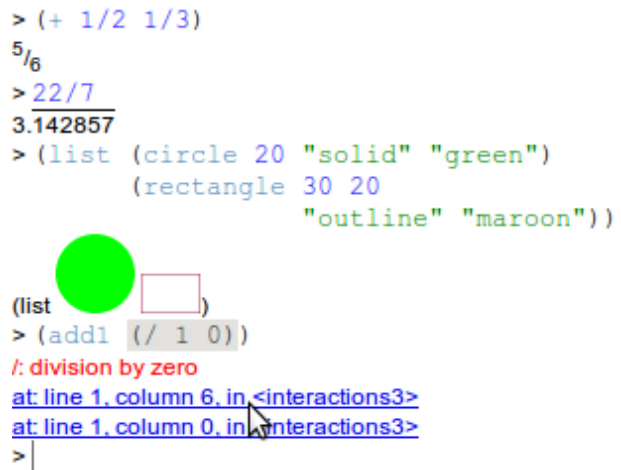 > (+ 1/2 1/3)
5/6
> 22/7
3.142857
> (list (circle 20 "solid" "green")
(rectangle 30 20
"outline" "maroon"))
(list )
> (add1 (/ 1 0))
/: division by zero
at: line 1, column 6, in <interactions3>
at: line 1, column 0, in <interactions3>
>